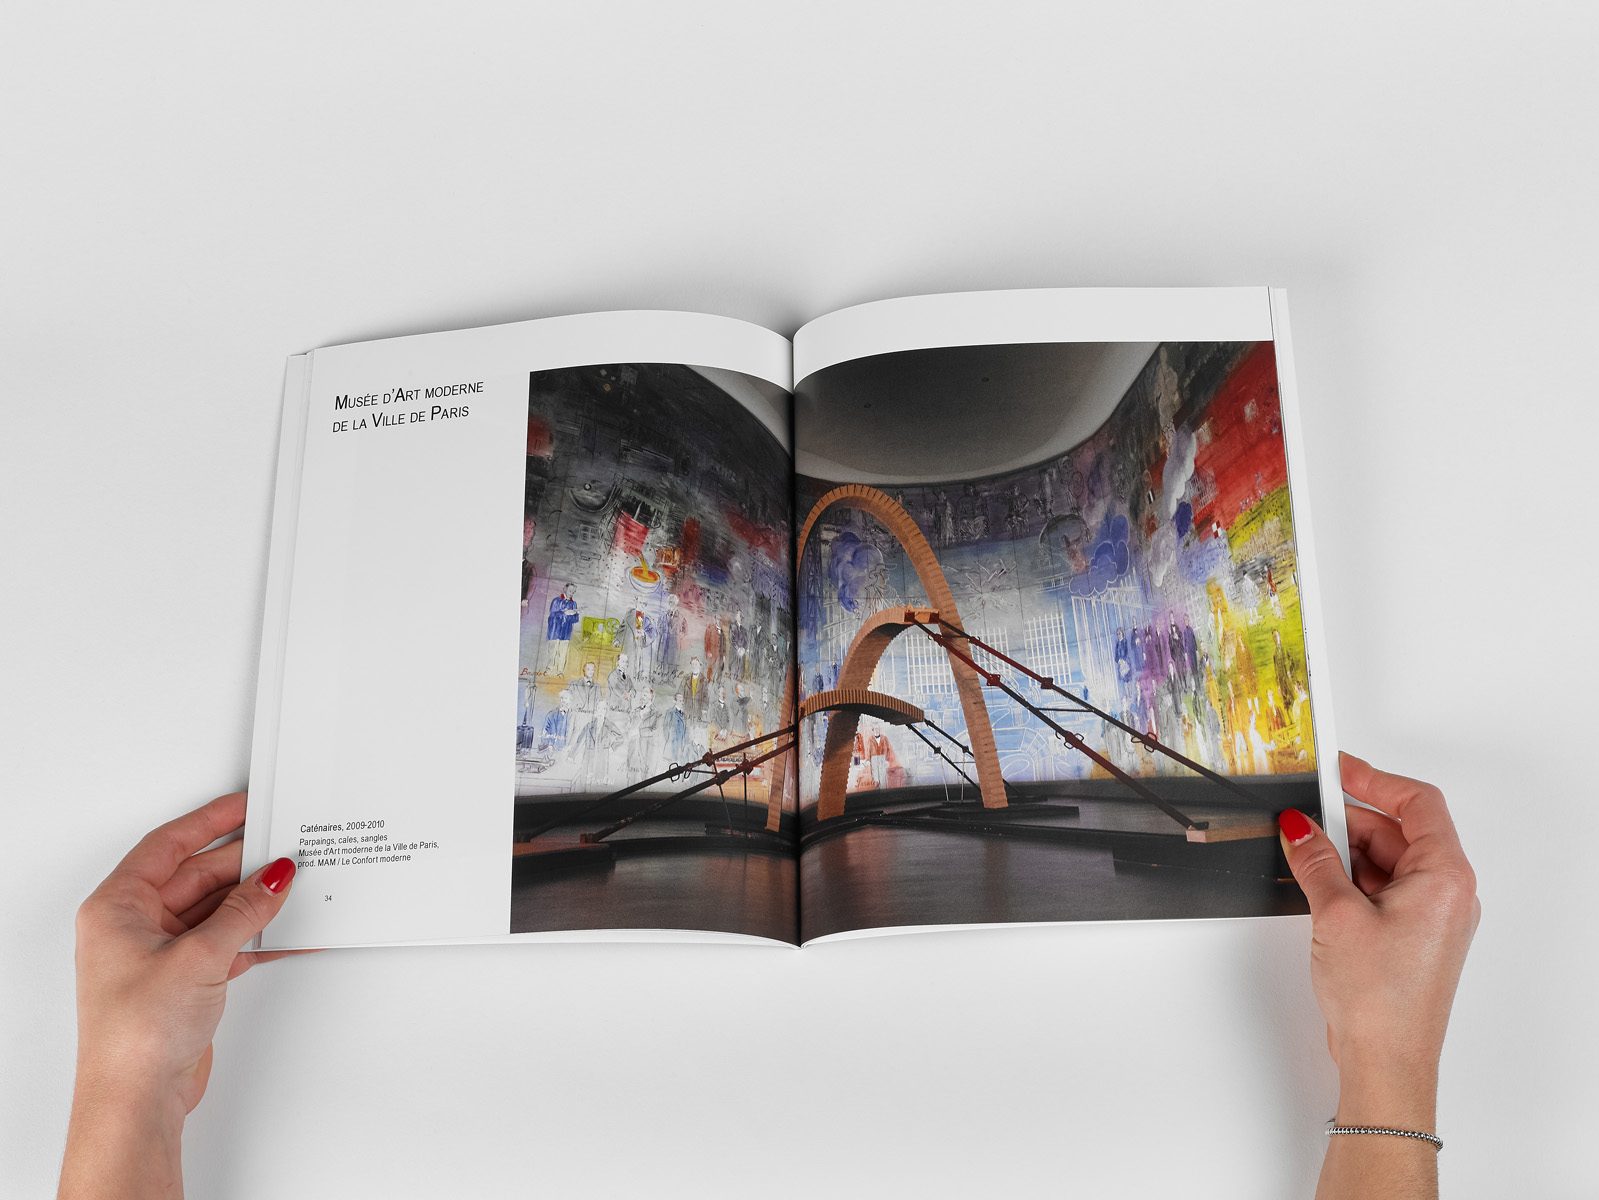 Musée d'Art moderne
de la Ville de Paris
Caténaires, 2009-2010
Parpaings, cales, sangles
Musée d'Art moderne de la Ville de Paris,
prod. MAM / Le Confort moderne
34